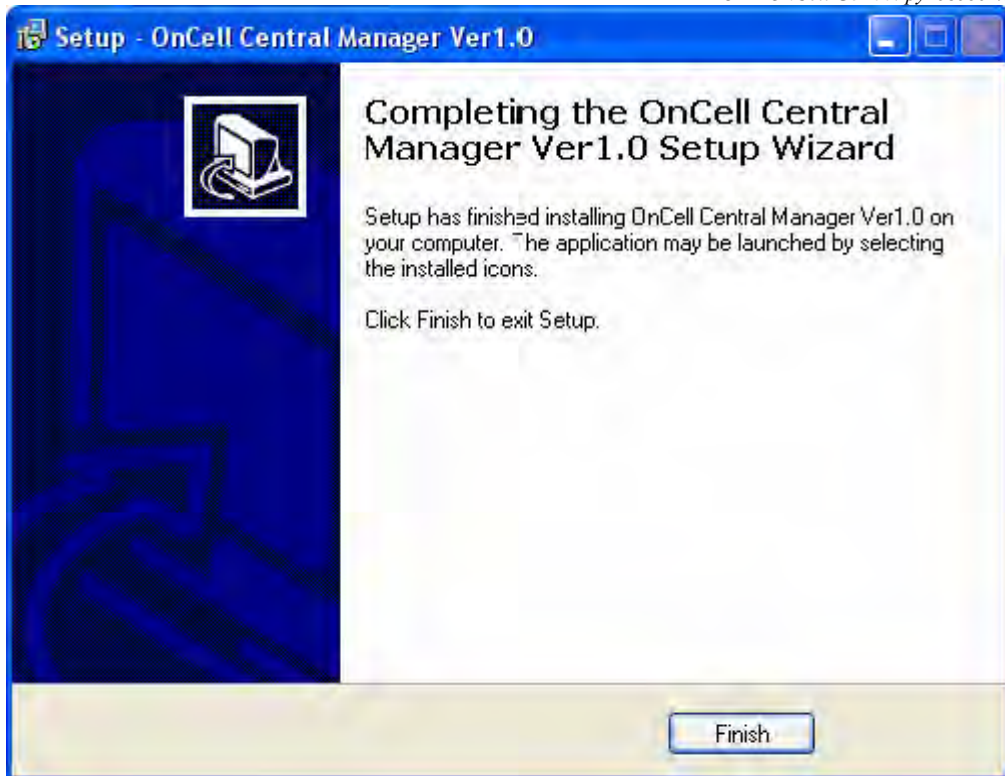 Setup - OnCell Central Manager Ver1.0
Completing the OnCell Central
Manager Ver1.0 Setup Wizard
Setup has finished installing OnCell Central Manager Ver1.0 on
your computer. The application may be launched by selecting
the installed icons.
Click Finish to exit Setup.
Finish